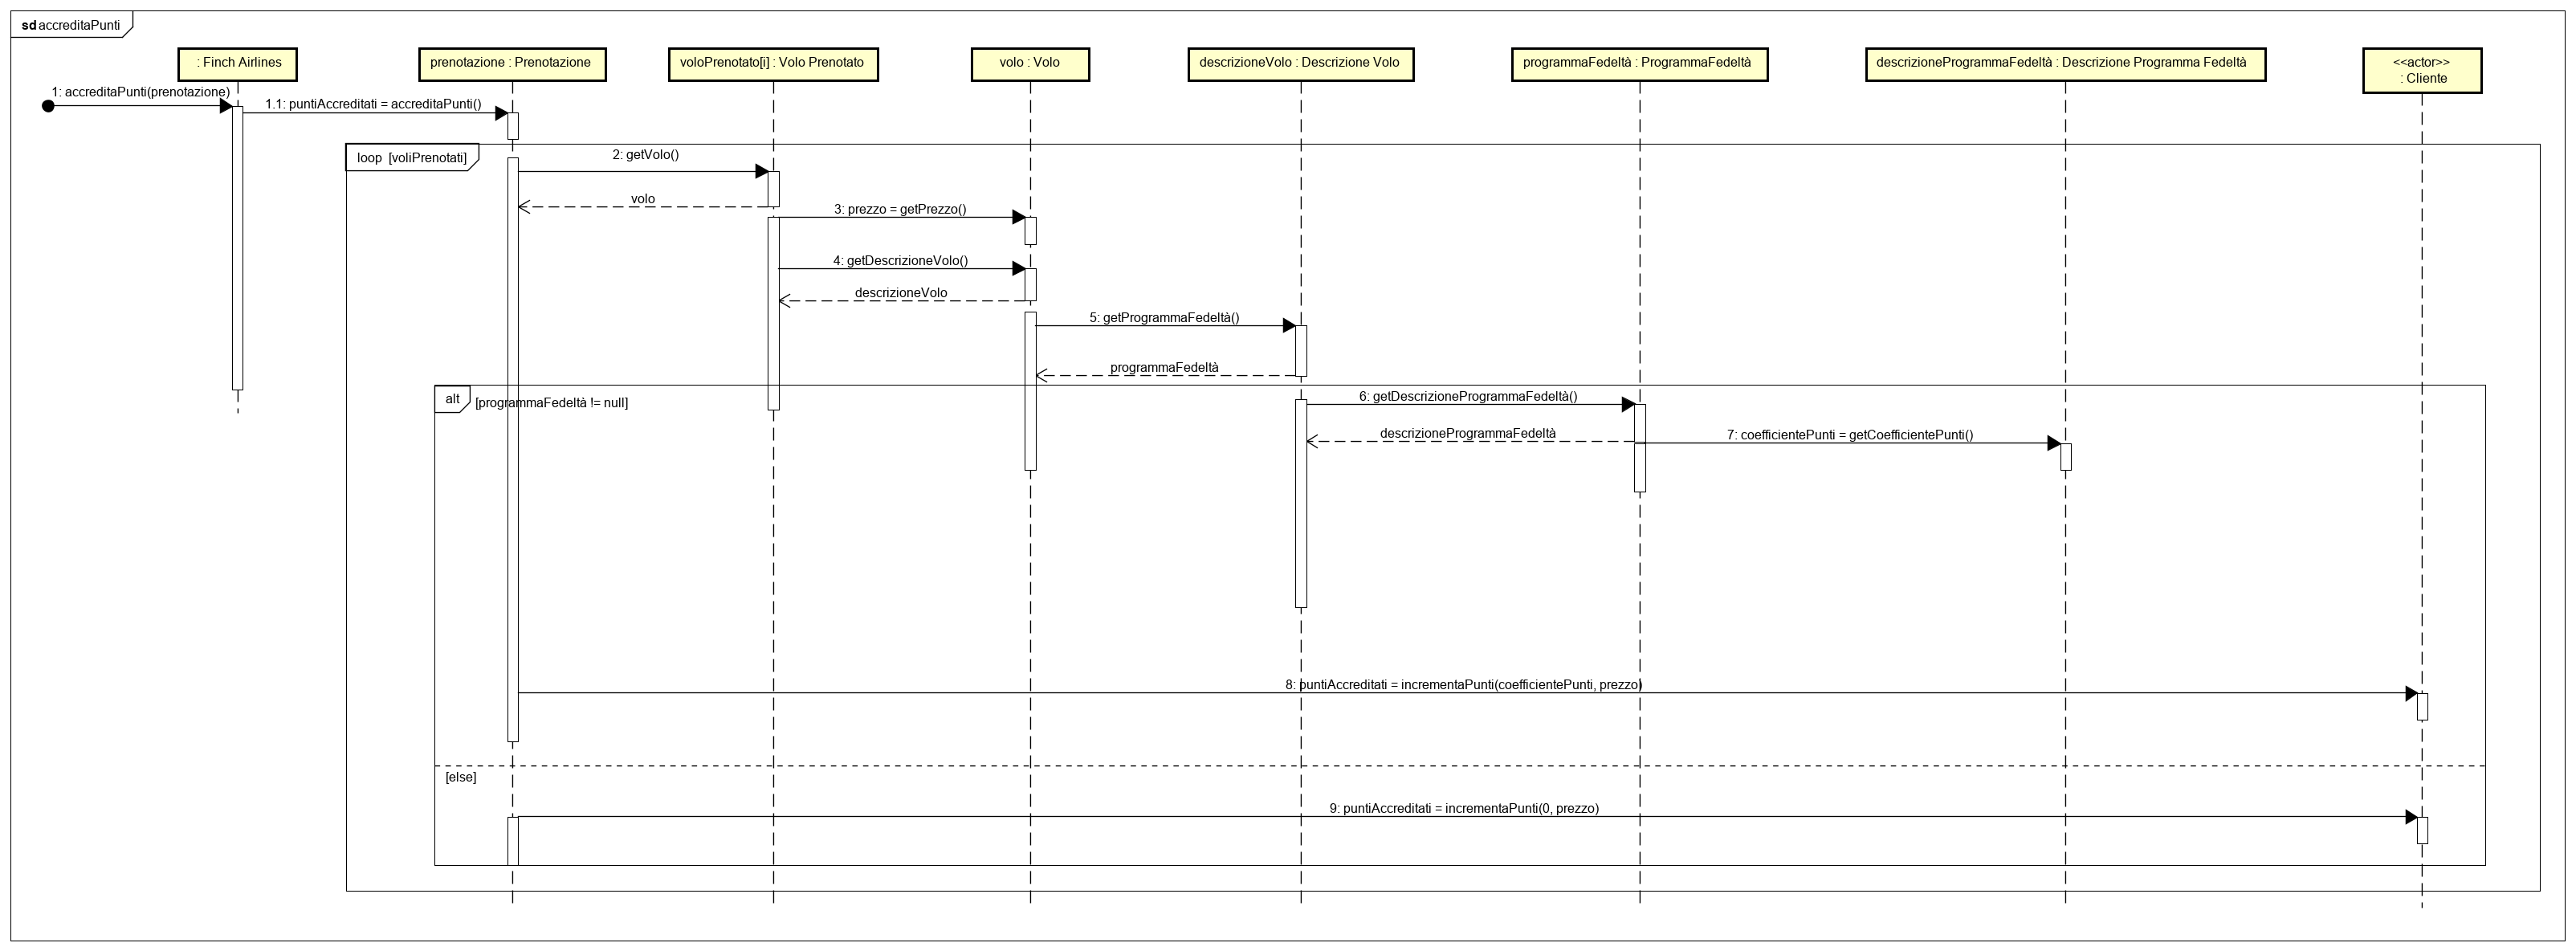 sd accreditaPunti
: Finch Airlines
prenotazione : Prenotazione
voloPrenotato[i] : Volo Prenotato
volo : Volo
descrizioneVolo : Descrizione Volo
programmaFedeltà : ProgrammaFedeltà
descrizioneProgrammaFedeltà : Descrizione Programma Fedeltà
<<actor>>
: Cliente
1: accreditaPunti(prenotazione)
1.1: puntiAccreditati = accreditaPunti()
loop [voliPrenotati]
2: getVolo()
volo
3: prezzo = getPrezzo()
4: getDescrizioneVolo()
descrizioneVolo
5: getProgrammaFedeltà()
programmaFedeltà
alt [programmaFedeltà != null]
6: getDescrizioneProgrammaFedeltà()
descrizioneProgrammaFedeltà
7: coefficientePunti = getCoefficientePunti()
8: puntiAccreditati = incrementaPunti(coefficientePunti, prezzo)
[else]
9: puntiAccreditati = incrementaPunti(0, prezzo)